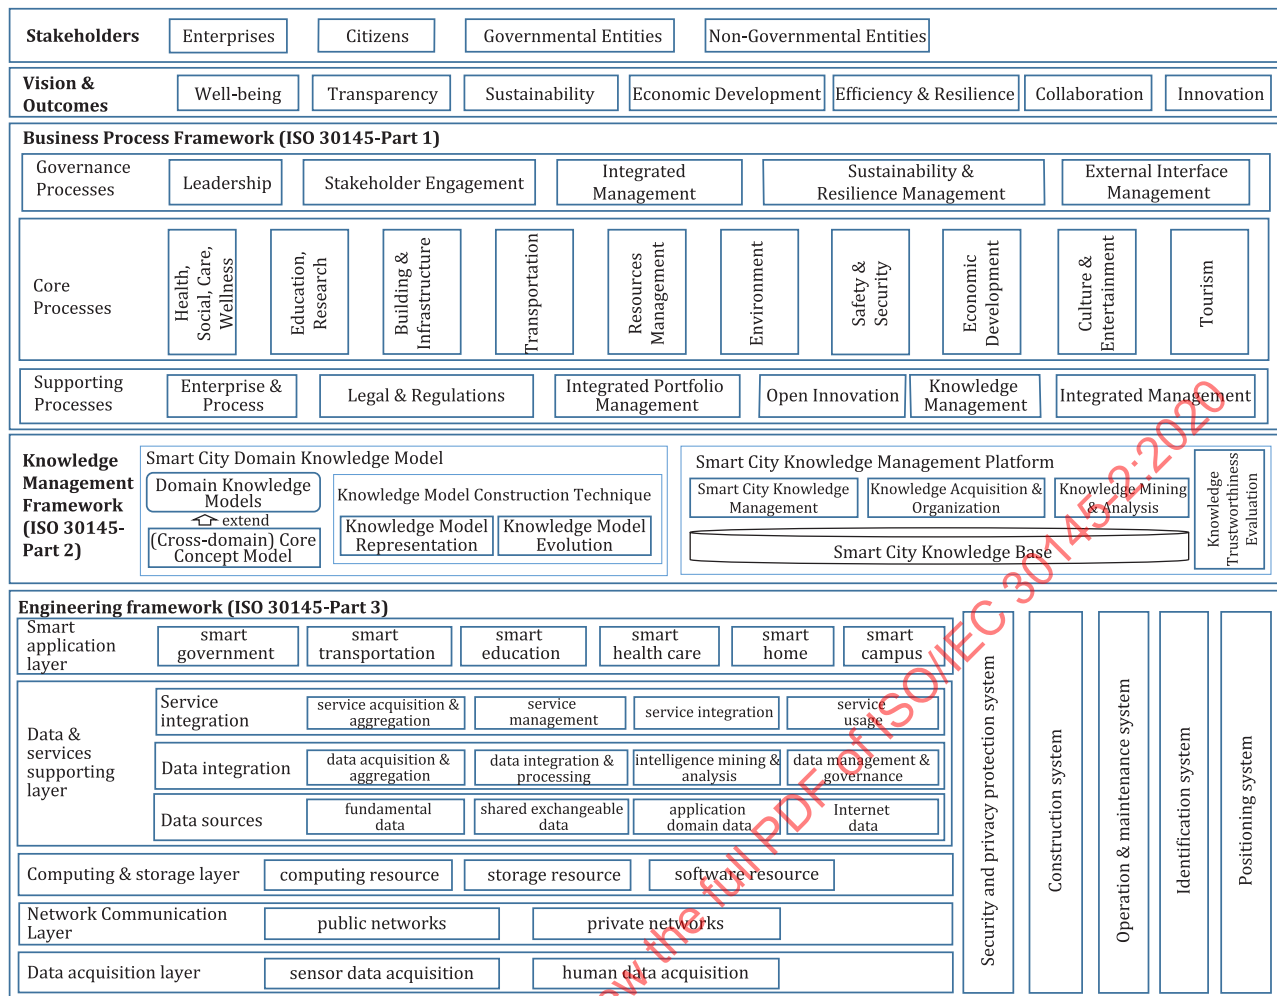 Stakeholders
Enterprises
Citizens
Governmental Entities
Non-Governmental Entities
Vision &
Outcomes
Well-being
Transparency
Sustainability
Economic Development
Efficiency & Resilience
Collaboration
Innovation
Business Process Framework (ISO 30145-Part 1)
Governance
Processes
Leadership
Stakeholder Engagement
Integrated
Management
Sustainability &
Resilience Management
External Interface
Management
Core
Processes
Health,
Social, Care,
Wellness
Education,
Research
Building &
Infrastructure
Transportation
Resources
Management
Environment
Safety &
Security
Economic
Development
Culture &
Entertainment
Tourism
Supporting
Processes
Enterprise &
Process
Legal & Regulations
Integrated Portfolio
Management
Open Innovation
Knowledge
Management
Integrated Management
Knowledge
Management
Framework
(ISO 30145-
Part 2)
Smart City Domain Knowledge Model
Domain Knowledge
Models
extend
(Cross-domain) Core
Concept Model
Knowledge Model Construction Technique
Knowledge Model
Representation
Knowledge Model
Evolution
Smart City Knowledge Management Platform
Smart City Knowledge
Management
Knowledge Acquisition &
Organization
Knowledge Mining
& Analysis
Smart City Knowledge Base
Knowledge
Trustworthiness
Evaluation
Engineering framework (ISO 30145-Part 3)
Smart
application
layer
smart
government
smart
transportation
smart
education
smart
health care
smart
home
smart
campus
Data &
services
supporting
layer
Service
integration
service acquisition &
aggregation
service
management
service integration
service
usage
Data integration
data acquisition &
aggregation
data integration &
processing
intelligence mining &
analysis
data management &
governance
Data sources
fundamental
data
shared exchangeable
data
application
domain data
Internet
data
Computing & storage layer
computing resource
storage resource
software resource
Network Communication
Layer
public networks
private networks
Data acquisition layer
sensor data acquisition
human data acquisition
Security and privacy protection system
Construction system
Operation & maintenance system
Identification system
Positioning system
the full PDF of ISO/IEC 30145-2:2020